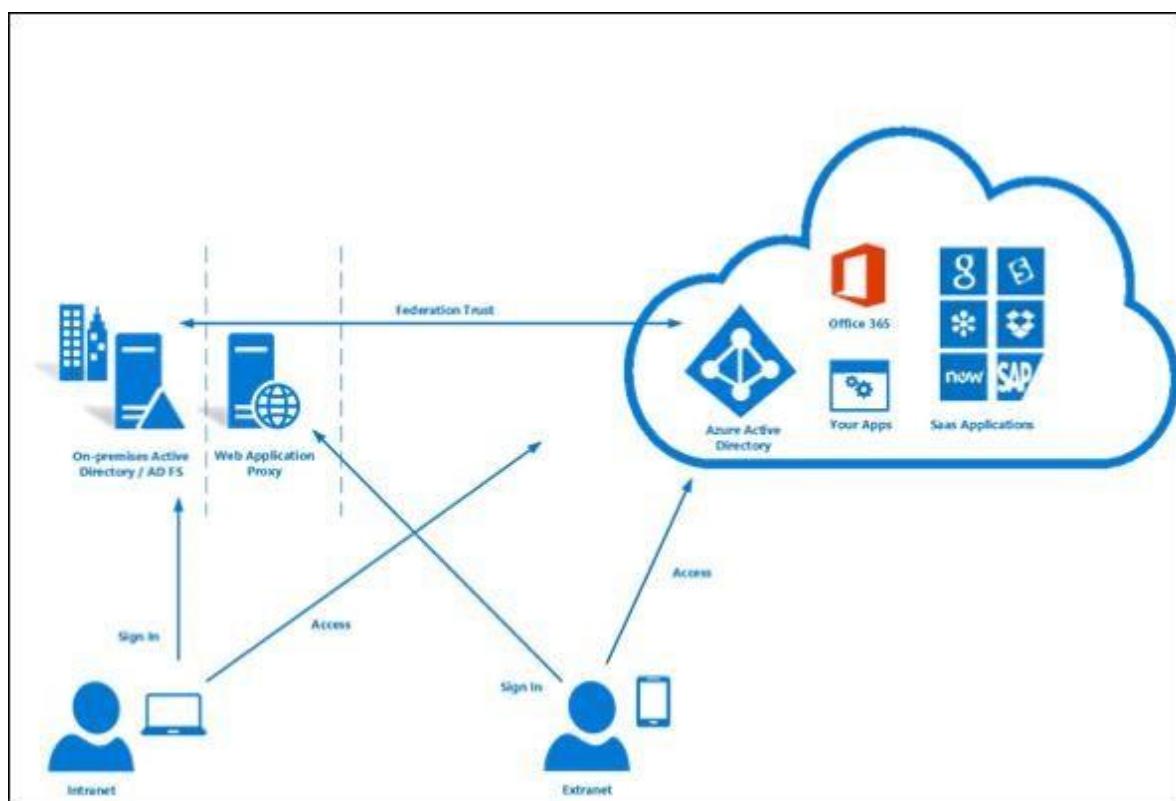 Federation Trust
Office 365
g
now
SAP
On-premises Active
Directory / AD FS
Web Application
Proxy
Azure Active
Directory
Your Apps
SaaS Applications
Sign In
Access
Sign In
Access
Intranet
Extranet